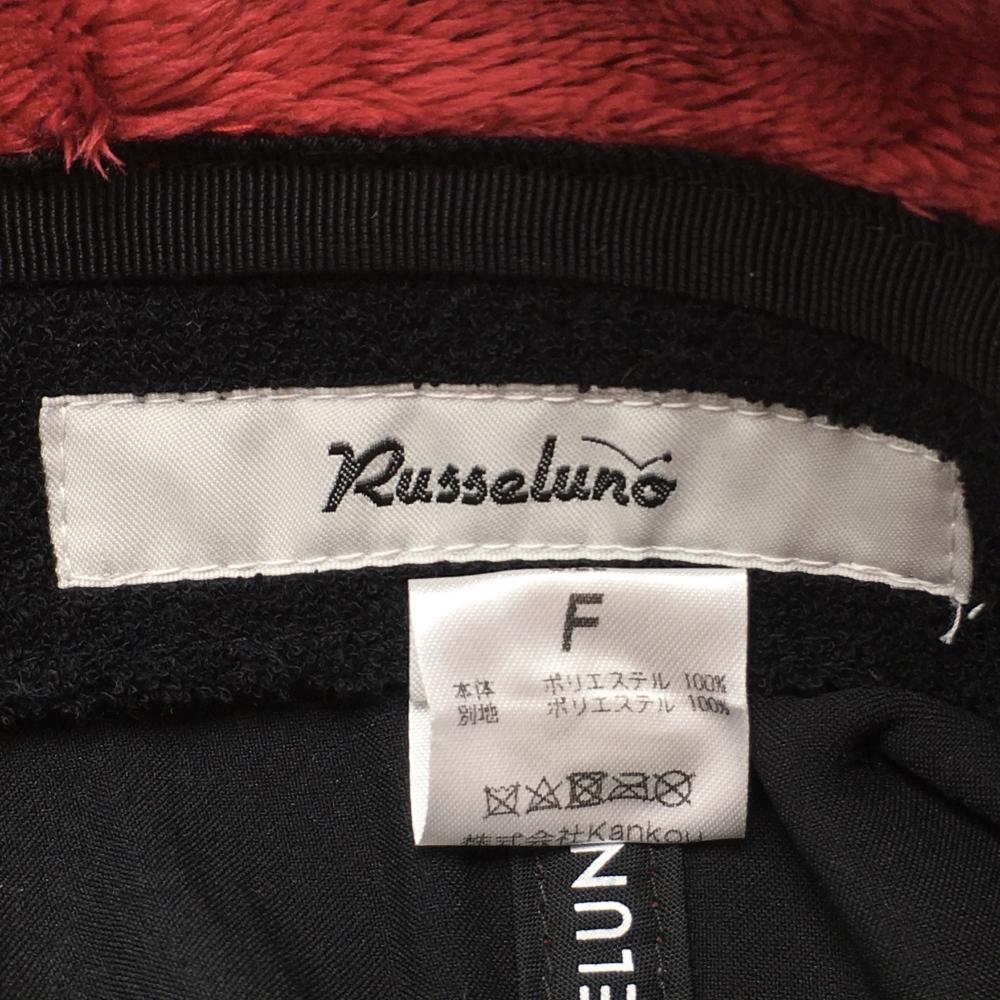 Russeluno
F
本体 ポリエステル 100%
別地 ポリエステル 100%
株式会社Kankou
ELUN